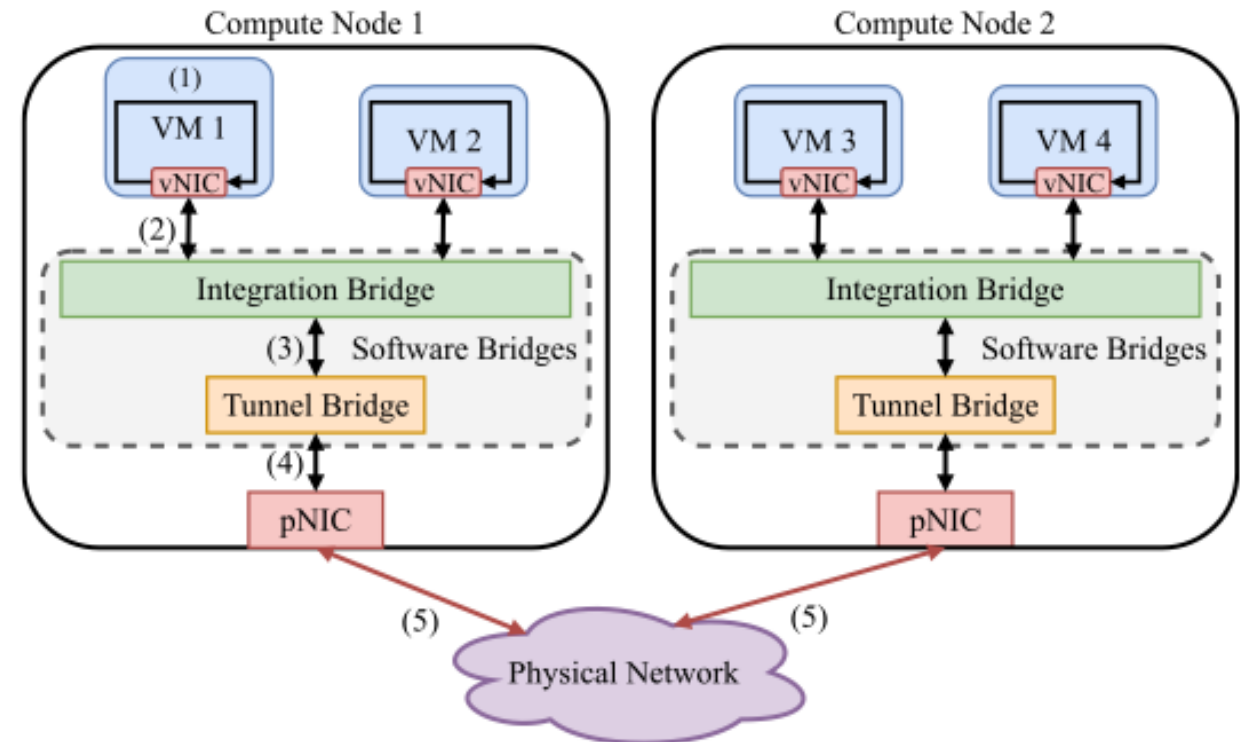 Compute Node 1
Compute Node 2
(1)
VM 1
VM 2
VM 3
VM 4
vNIC
vNIC
vNIC
vNIC
(2)
Integration Bridge
Integration Bridge
(3)
Software Bridges
Software Bridges
Tunnel Bridge
Tunnel Bridge
(4)
pNIC
pNIC
(5)
(5)
Physical Network